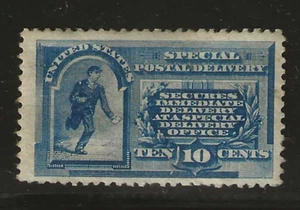 UNITED STATES
SPECIAL
POSTAL DELIVERY
SECURES
IMMEDIATE
DELIVERY
AT A SPECIAL
DELIVERY
OFFICE
TEN 10 CENTS